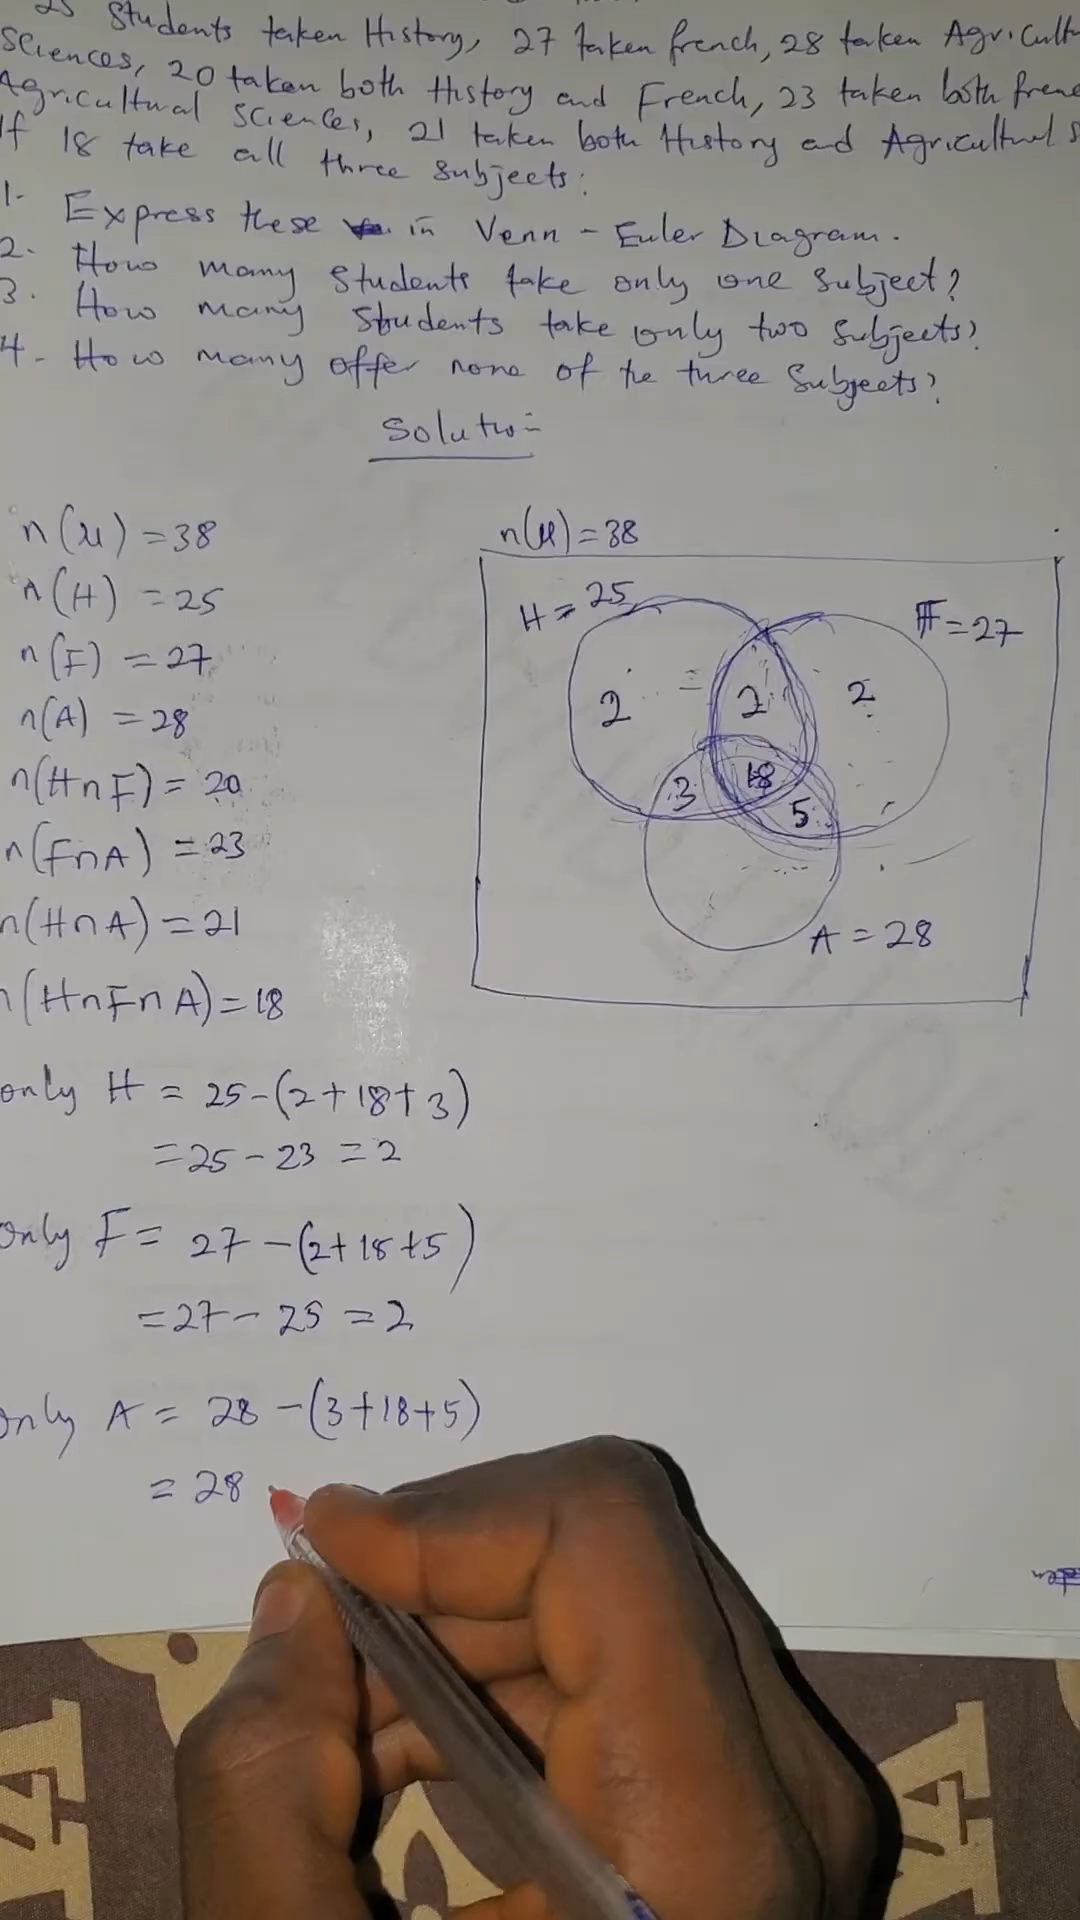 25 Students taken History, 27 taken french, 28 taken
Sciences, 20 taken both History and French, 23 taken both
Agricultural Sciences, 21 taken both History and Agricultural
If 18 take all three subjects:
1. Express these in Venn - Euler Diagram.
2. How many students take only one subject?
3. How many Students take only two subjects?
4- How many offer none of the three Subjects?
Solution
n(μ) = 38
n(H) = 25
n(F) = 27
n(A) = 28
n(H∩F) = 20
n(F∩A) = 23
n(H∩A) = 21
n(H∩F∩A) = 18
n(μ) = 38
H = 25
F = 27
2
2
2
3
18
5
A = 28
only H = 25-(2+18+3)
= 25 - 23 = 2
only F = 27 - (2+18+5)
= 27 - 25 = 2
only A = 28 - (3+18+5)
= 28